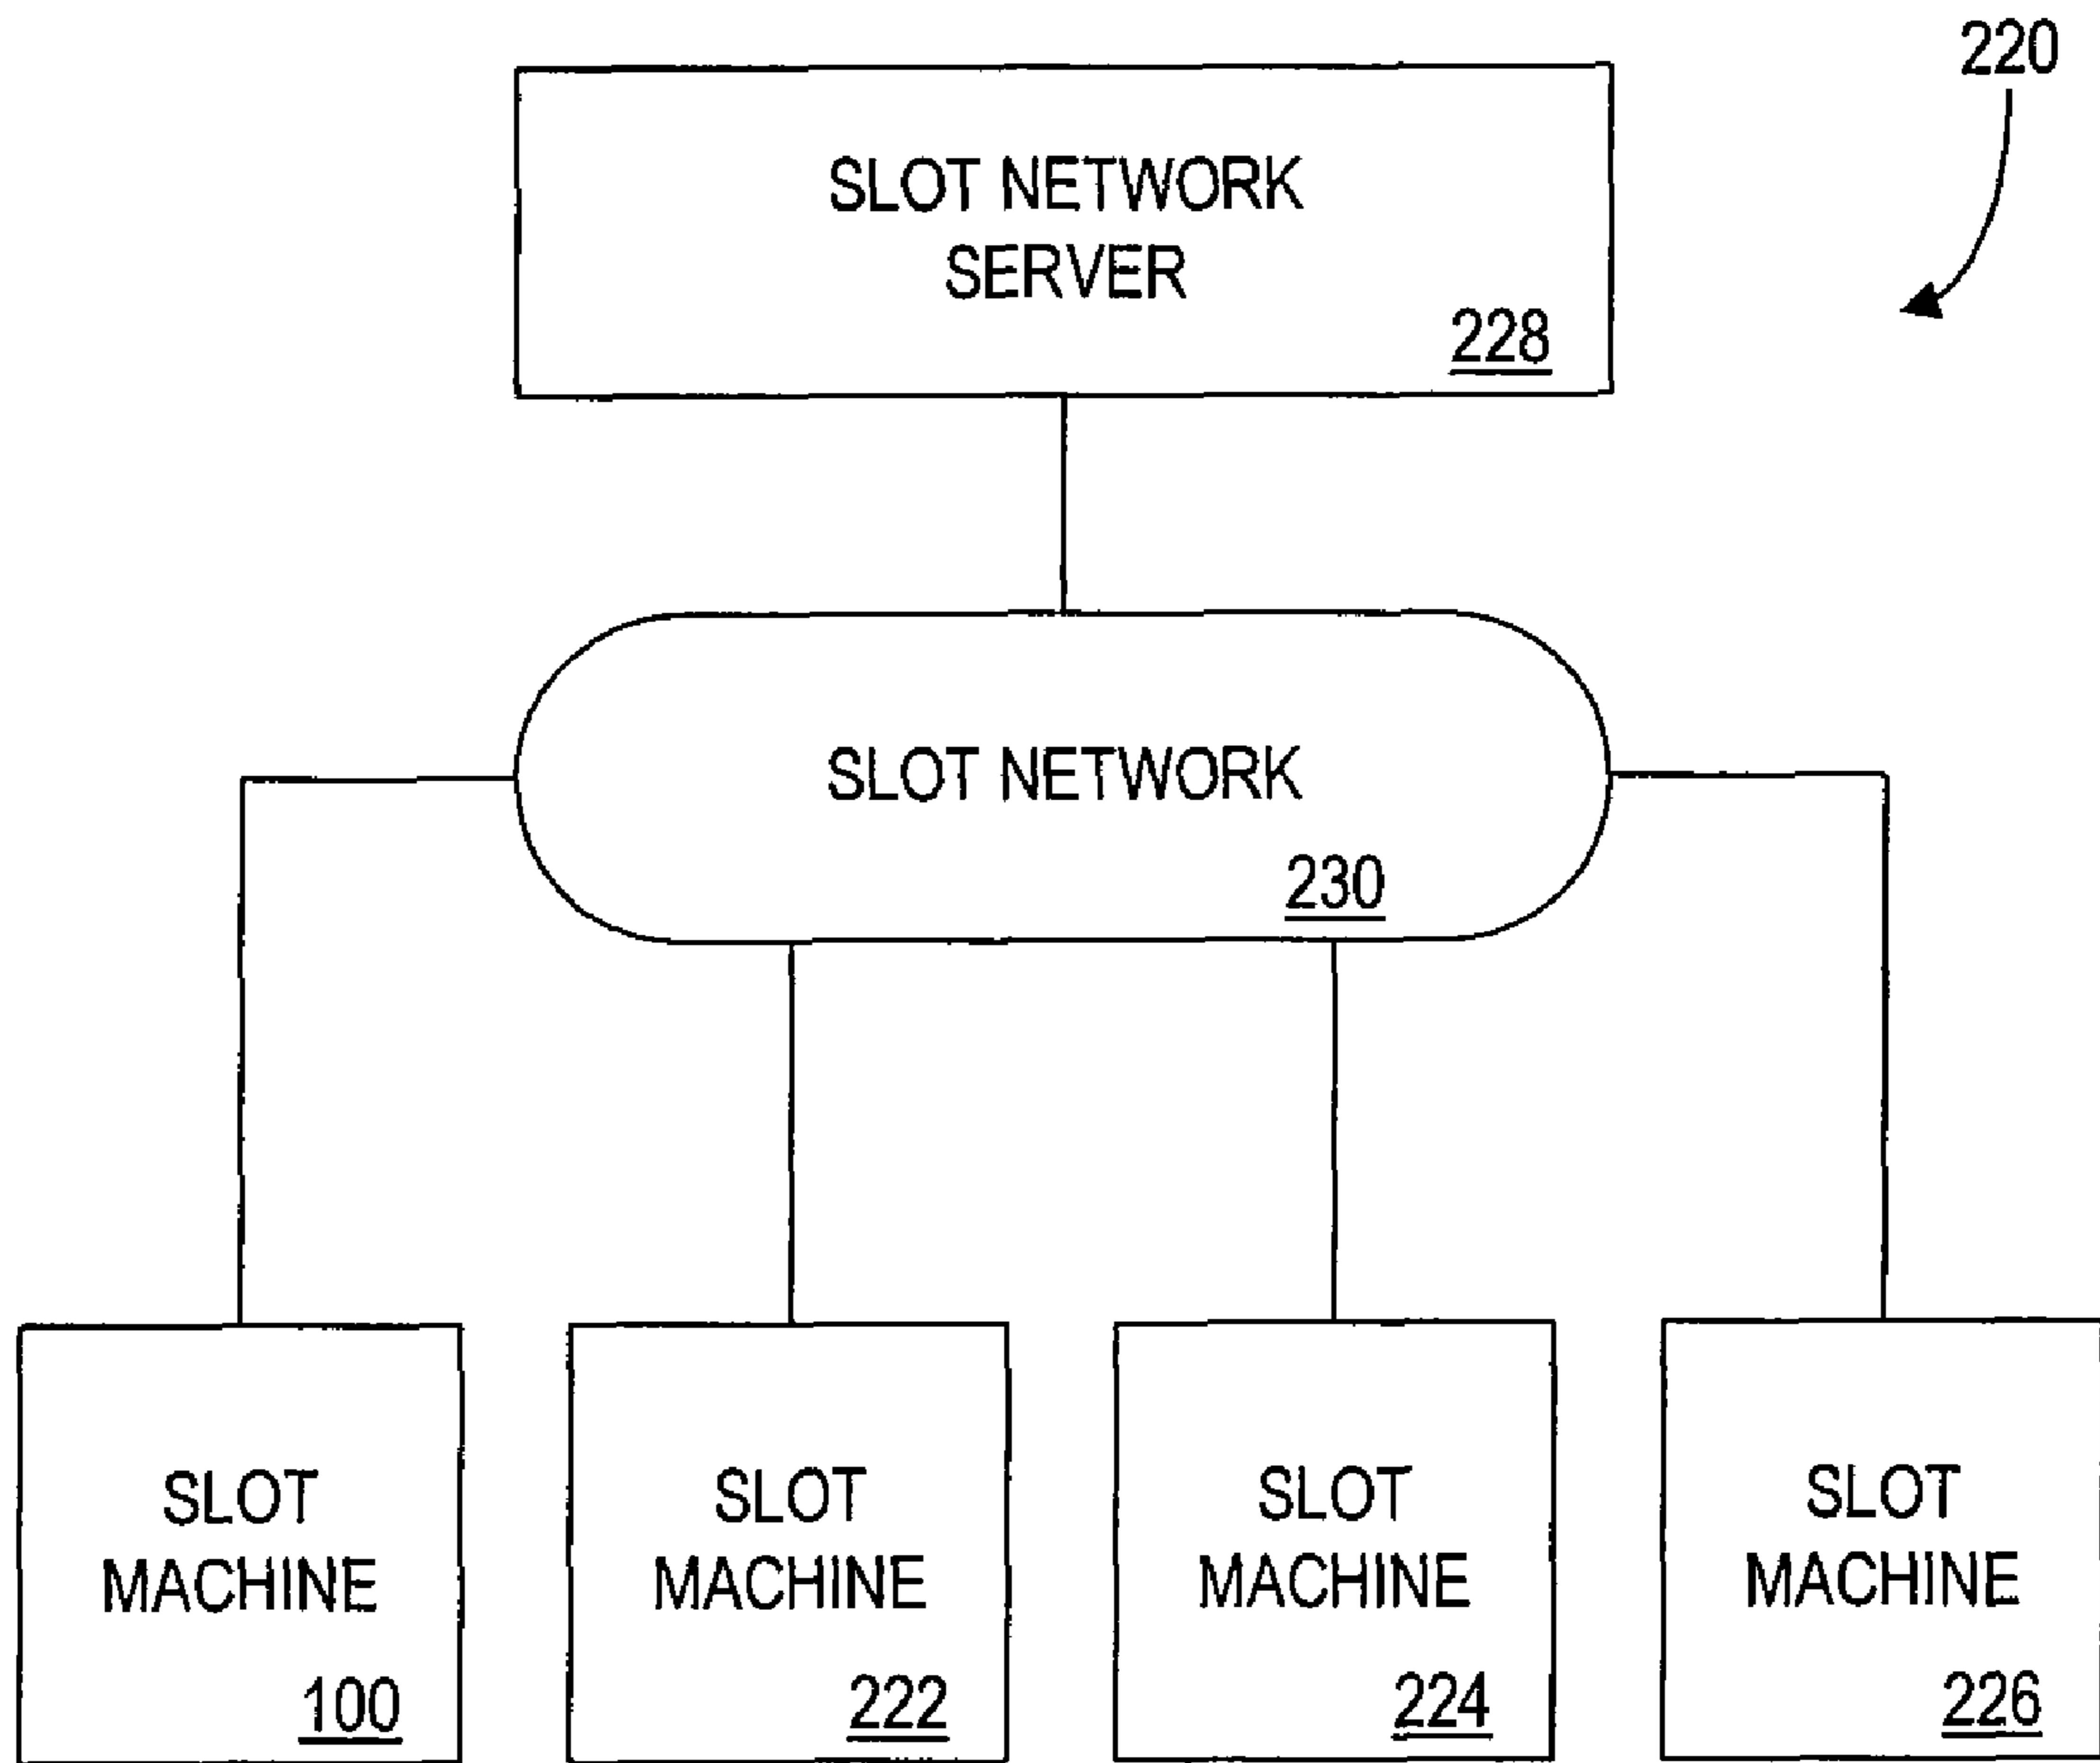 220
SLOT NETWORK
SERVER
228
SLOT NETWORK
230
SLOT
MACHINE
100
SLOT
MACHINE
222
SLOT
MACHINE
224
SLOT
MACHINE
226